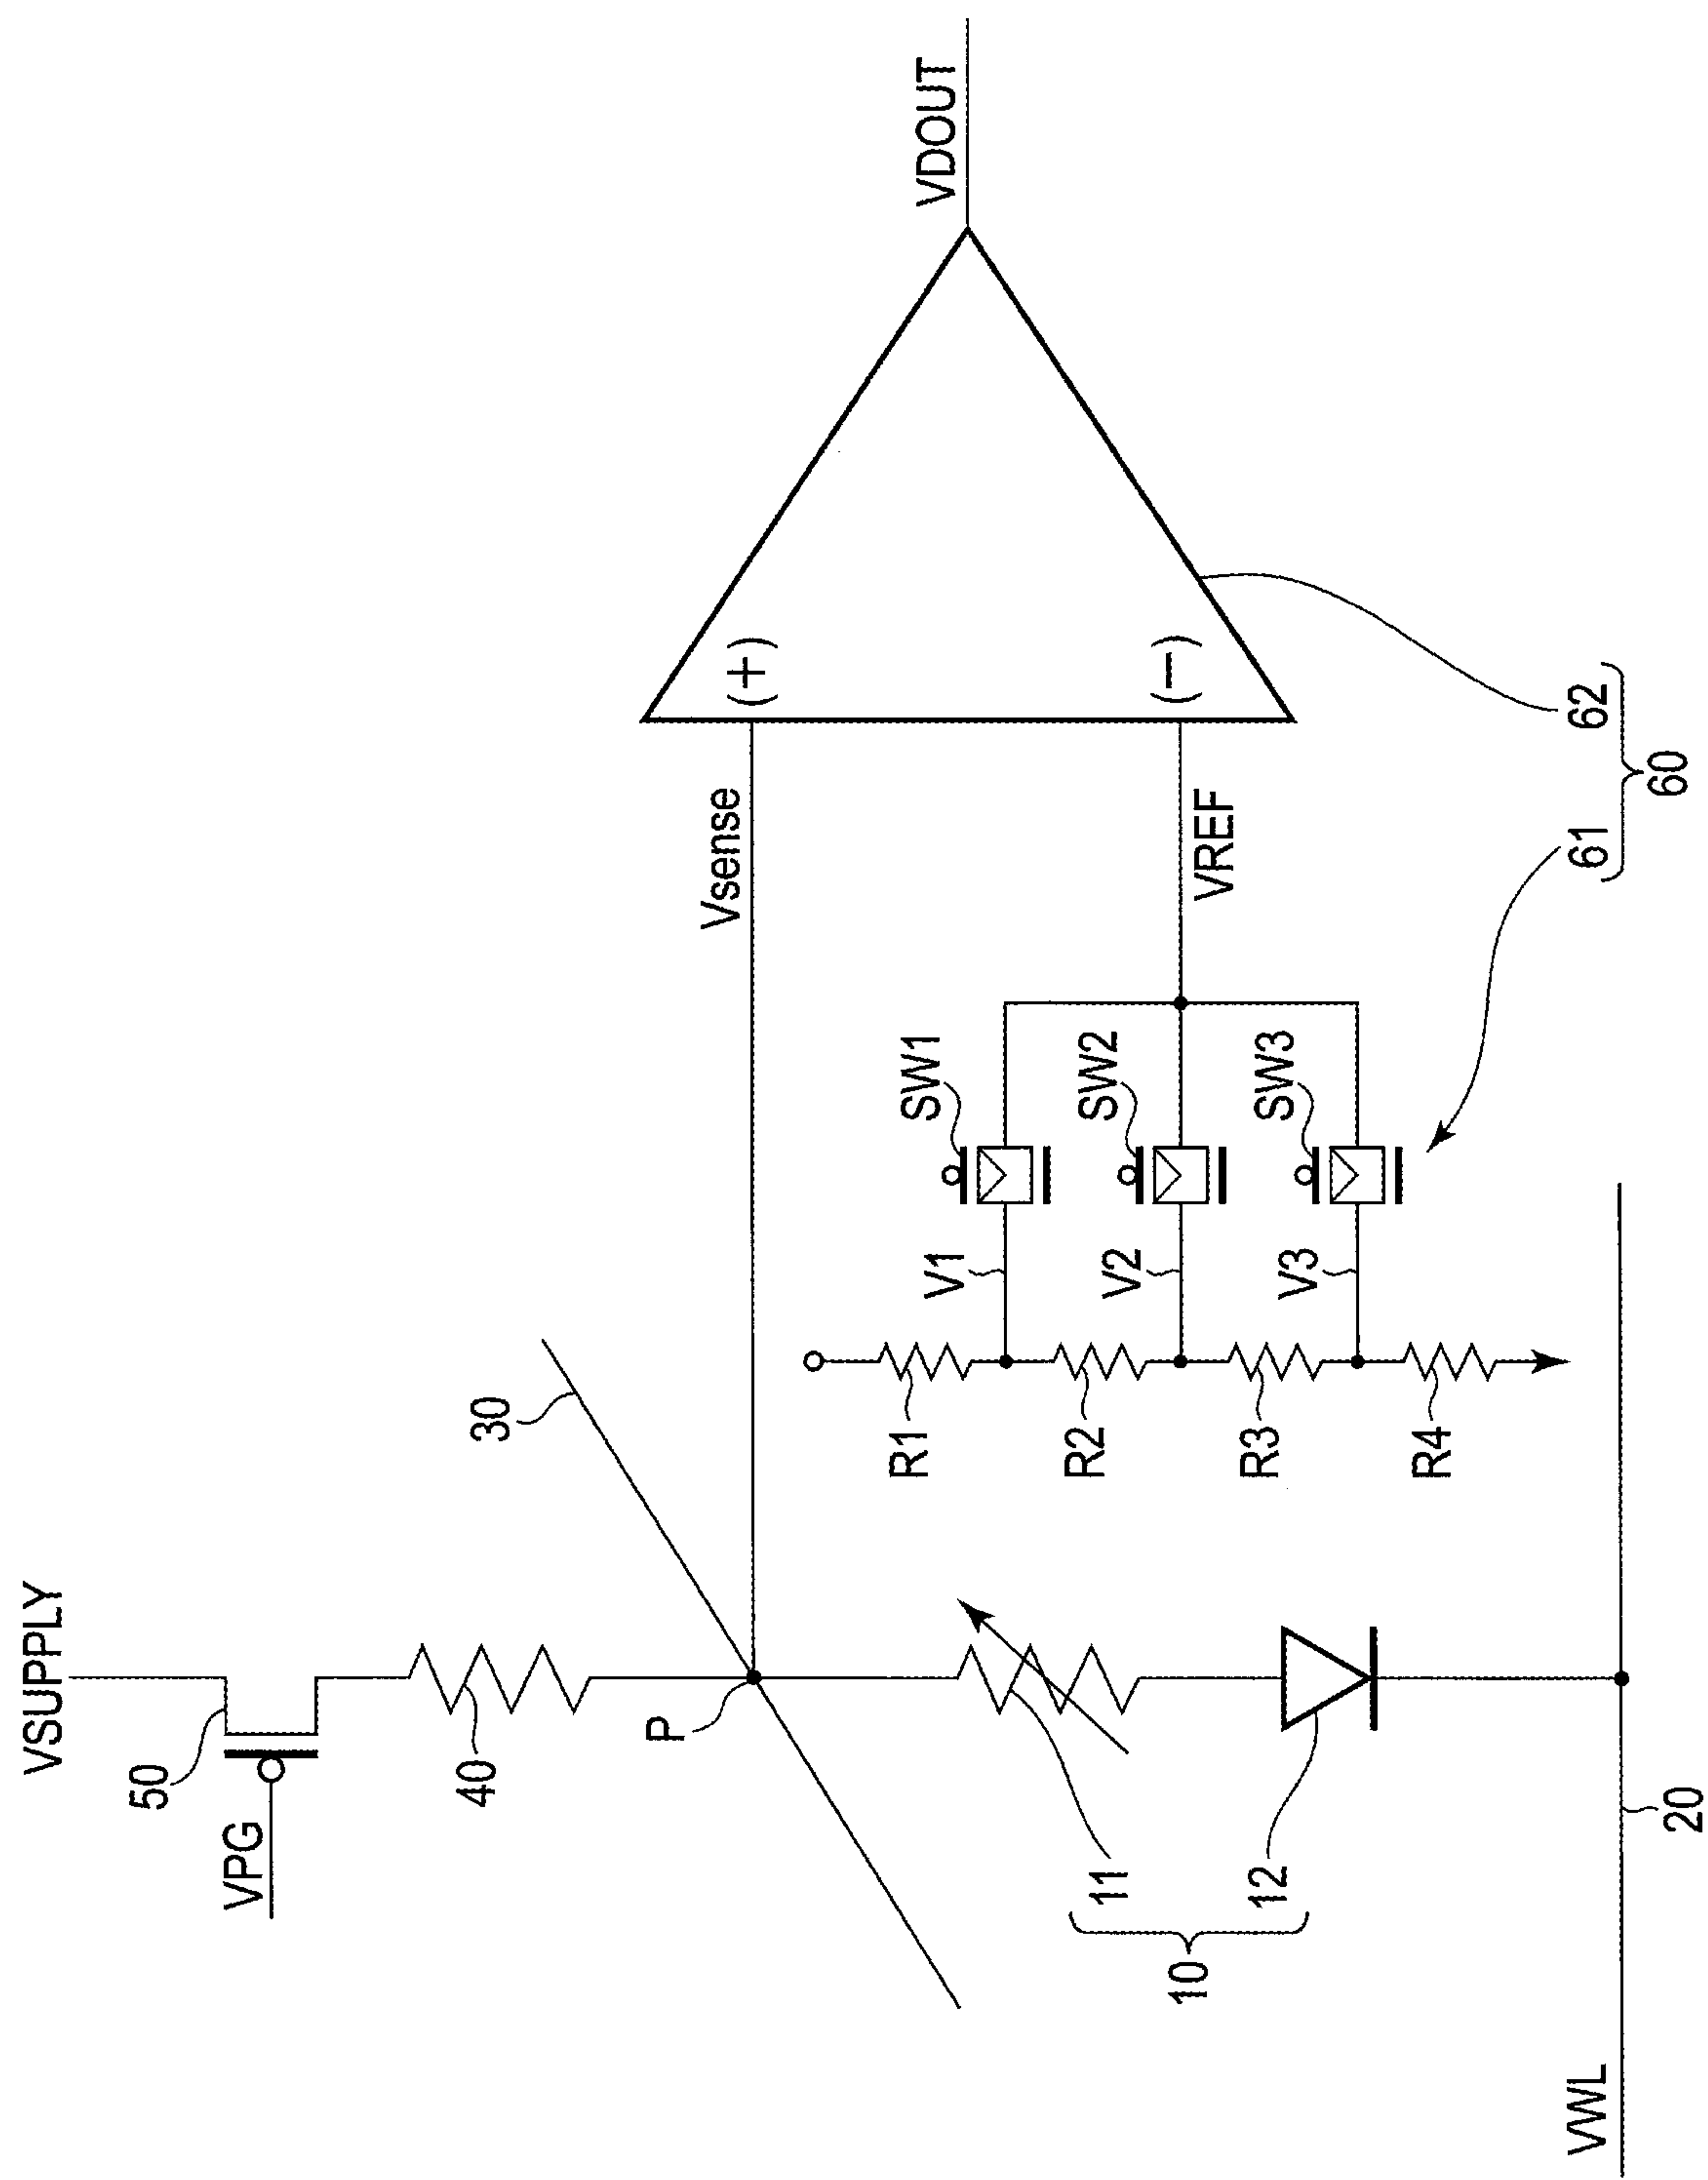 VSUPPLY
50
VPG
40
30
P
Vsense
(+)
VDOUT
SW1
V1
R1
SW2
V2
R2
VREF
(−)
SW3
V3
R3
R4
11
12
10
62
61
60
20
VWL